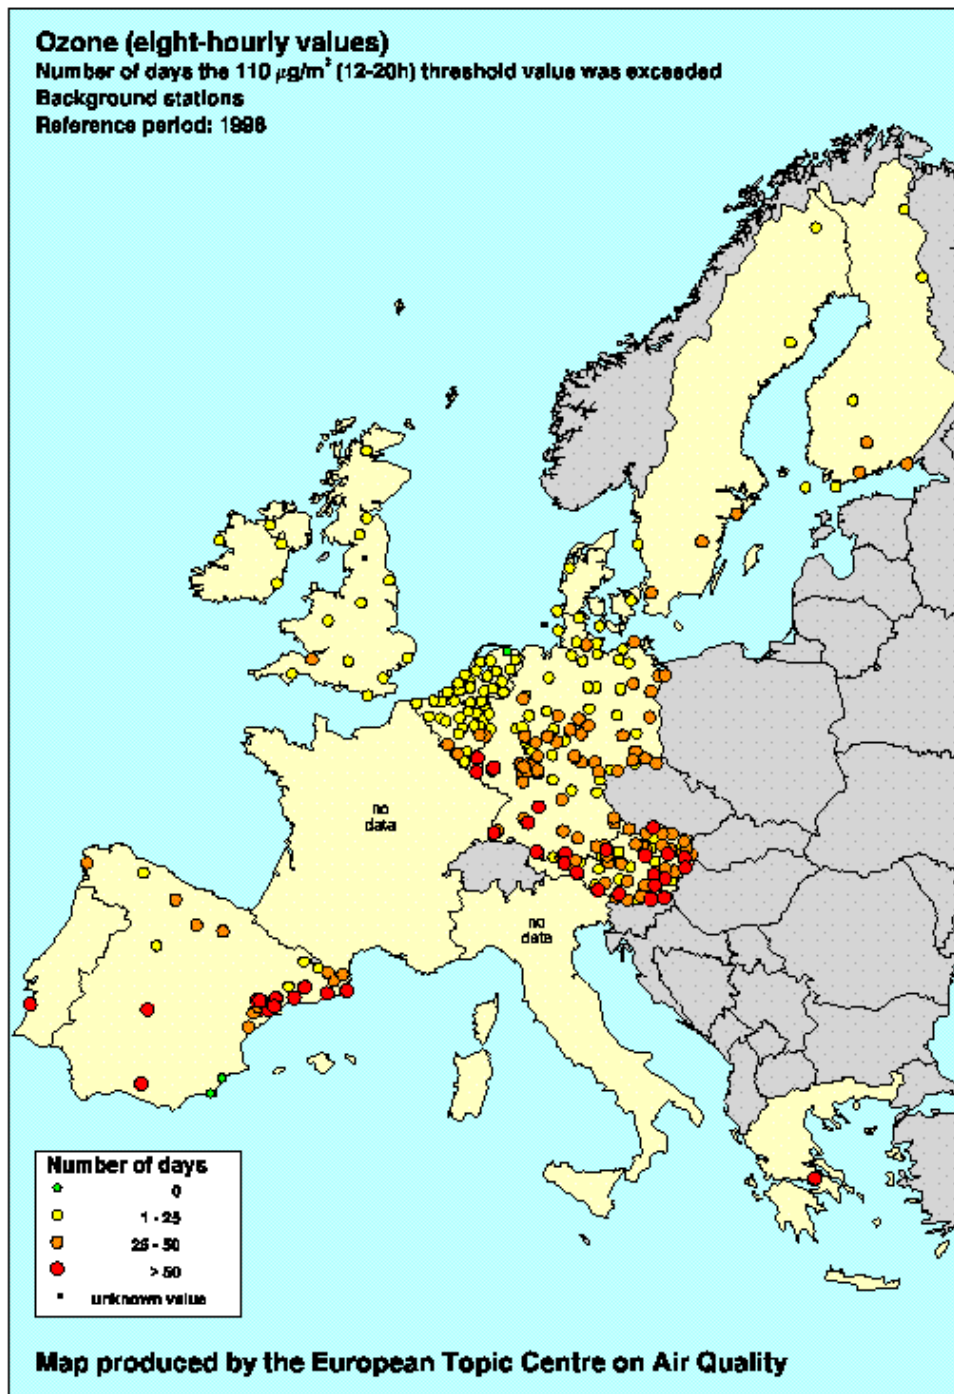 Ozone (eight-hourly values)
Number of days the 110 µg/m³ (12-20h) threshold value was exceeded
Background stations
Reference period: 1998
no
data
no
data
Number of days
0
1 - 25
25 - 50
> 50
unknown value
Map produced by the European Topic Centre on Air Quality